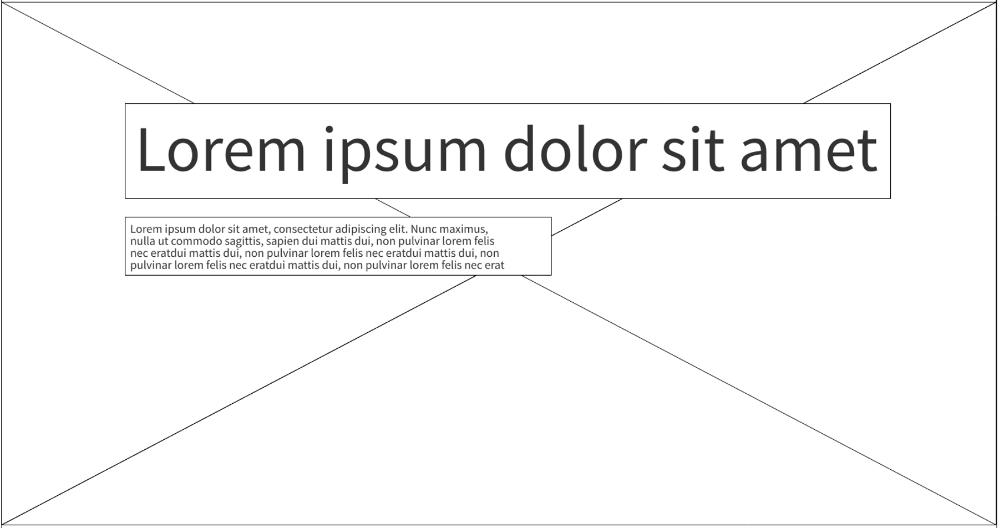 Lorem ipsum dolor sit amet
Lorem ipsum dolor sit amet, consectetur adipiscing elit. Nunc maximus,
nulla ut commodo sagittis, sapien dui mattis dui, non pulvinar lorem felis
nec eratdui mattis dui, non pulvinar lorem felis nec eratdui mattis dui, non
pulvinar lorem felis nec eratdui mattis dui, non pulvinar lorem felis nec erat